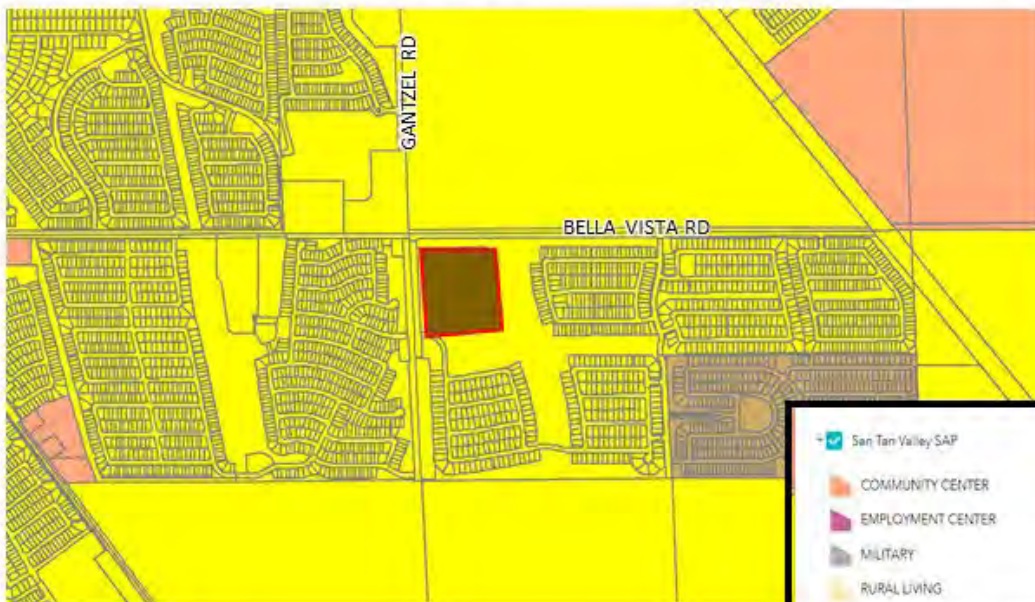 GANTZEL RD
BELLA VISTA RD
San Tan Valley SAP
COMMUNITY CENTER
EMPLOYMENT CENTER
MILITARY
RURAL LIVING